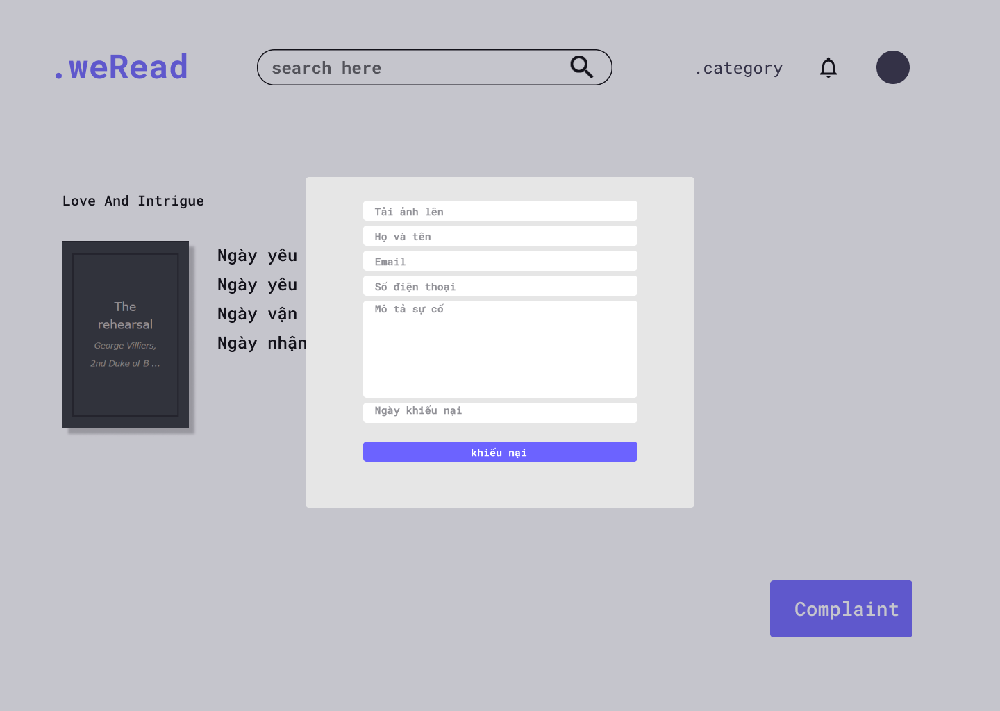 .weRead
search here
.category
Love And Intrigue
The
rehearsal
George Villiers,
2nd Duke of B ...
Ngày yêu
Ngày yêu
Ngày vận
Ngày nhận
Tải ảnh lên
Họ và tên
Email
Số điện thoại
Mô tả sự cố
Ngày khiếu nại
khiếu nại
Complaint